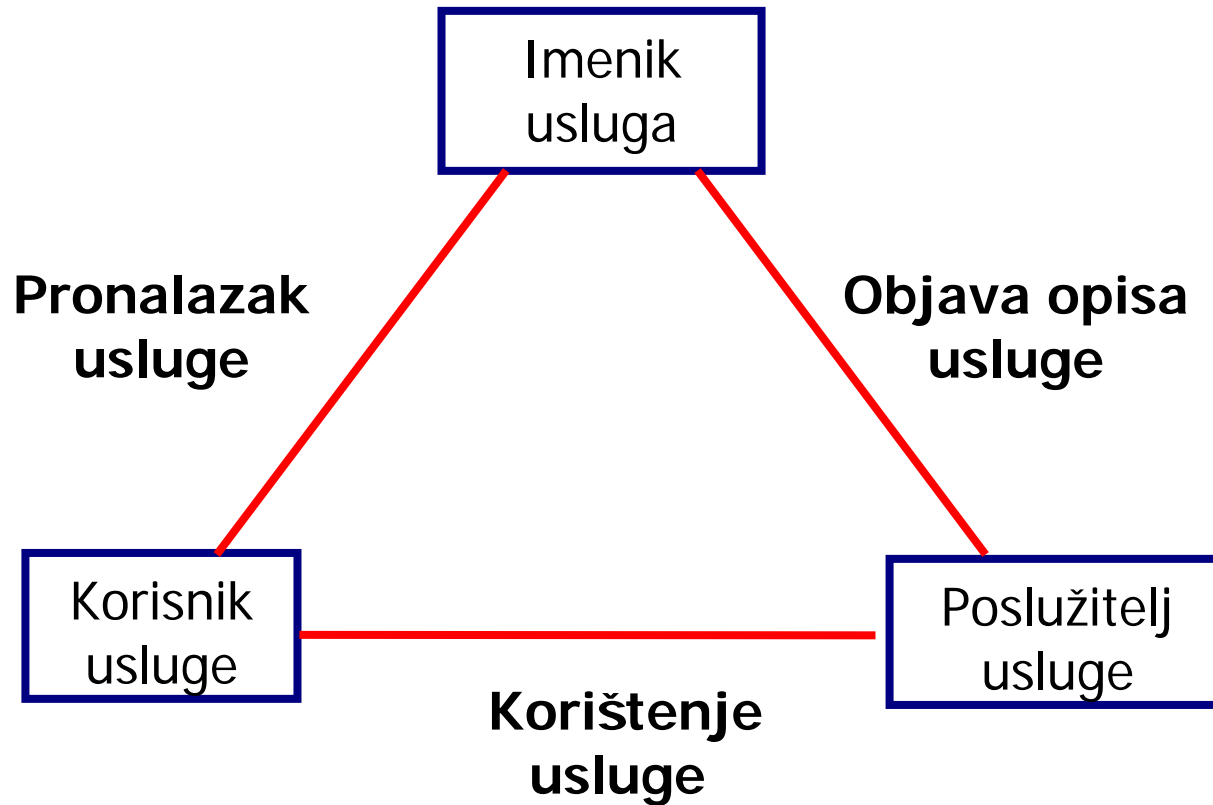 Imenik
usluga
Pronalazak
usluge
Objava opisa
usluge
Korisnik
usluge
Poslužitelj
usluge
Korištenje
usluge